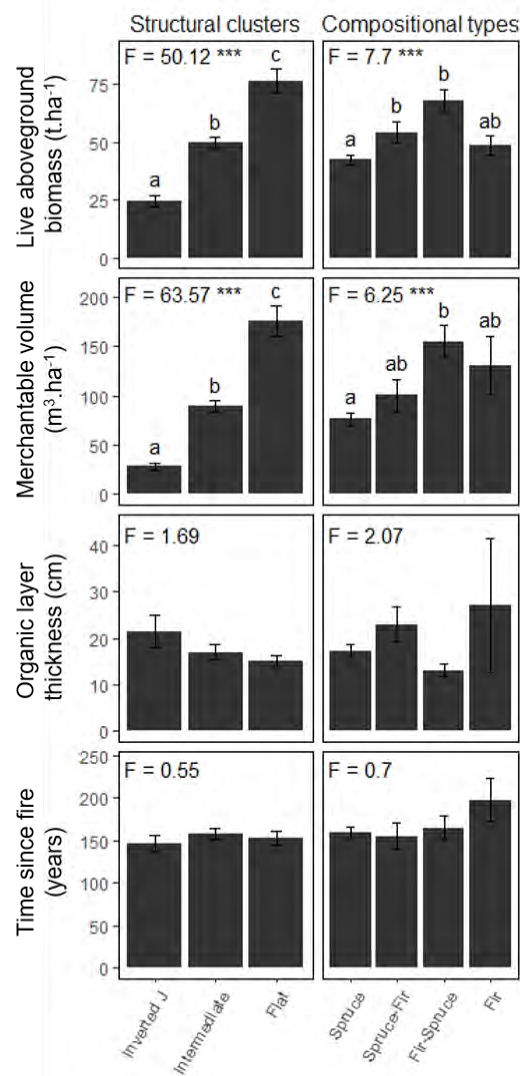 Structural clusters
Compositional types
Live aboveground
biomass (t.ha⁻¹)
75
50
25
0
F = 50.12 ***
a
b
c
F = 7.7 ***
a
b
b
ab
Merchantable volume
(m³.ha⁻¹)
200
150
100
50
0
F = 63.57 ***
a
b
c
F = 6.25 ***
a
ab
b
ab
Organic layer
thickness (cm)
40
30
20
10
0
F = 1.69
F = 2.07
Time since fire
(years)
250
200
150
100
50
0
F = 0.55
F = 0.7
Inverted J
Intermediate
Flat
Spruce
Spruce-Fir
Fir-Spruce
Fir